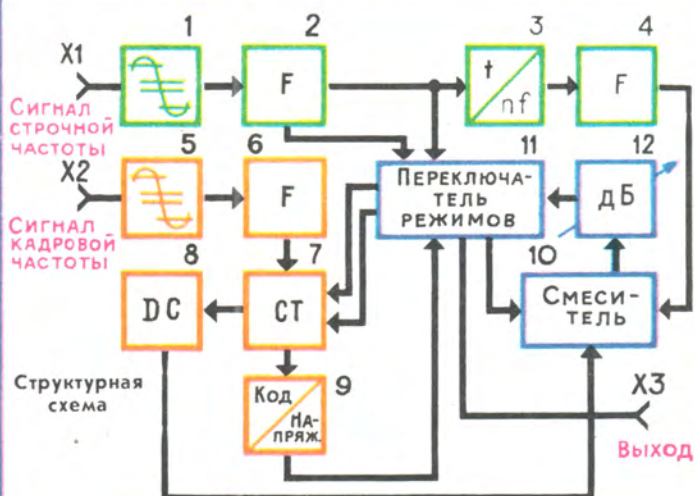 1
2
3
4
X1
F
t
nf
F
Сигнал
строчной
частоты
5
6
11
12
X2
F
Переключа-
тель
режимов
дБ
Сигнал
кадровой
частоты
8
7
10
DC
CT
Смеси-
тель
Структурная
схема
9
Код
На-
пряж.
X3
Выход